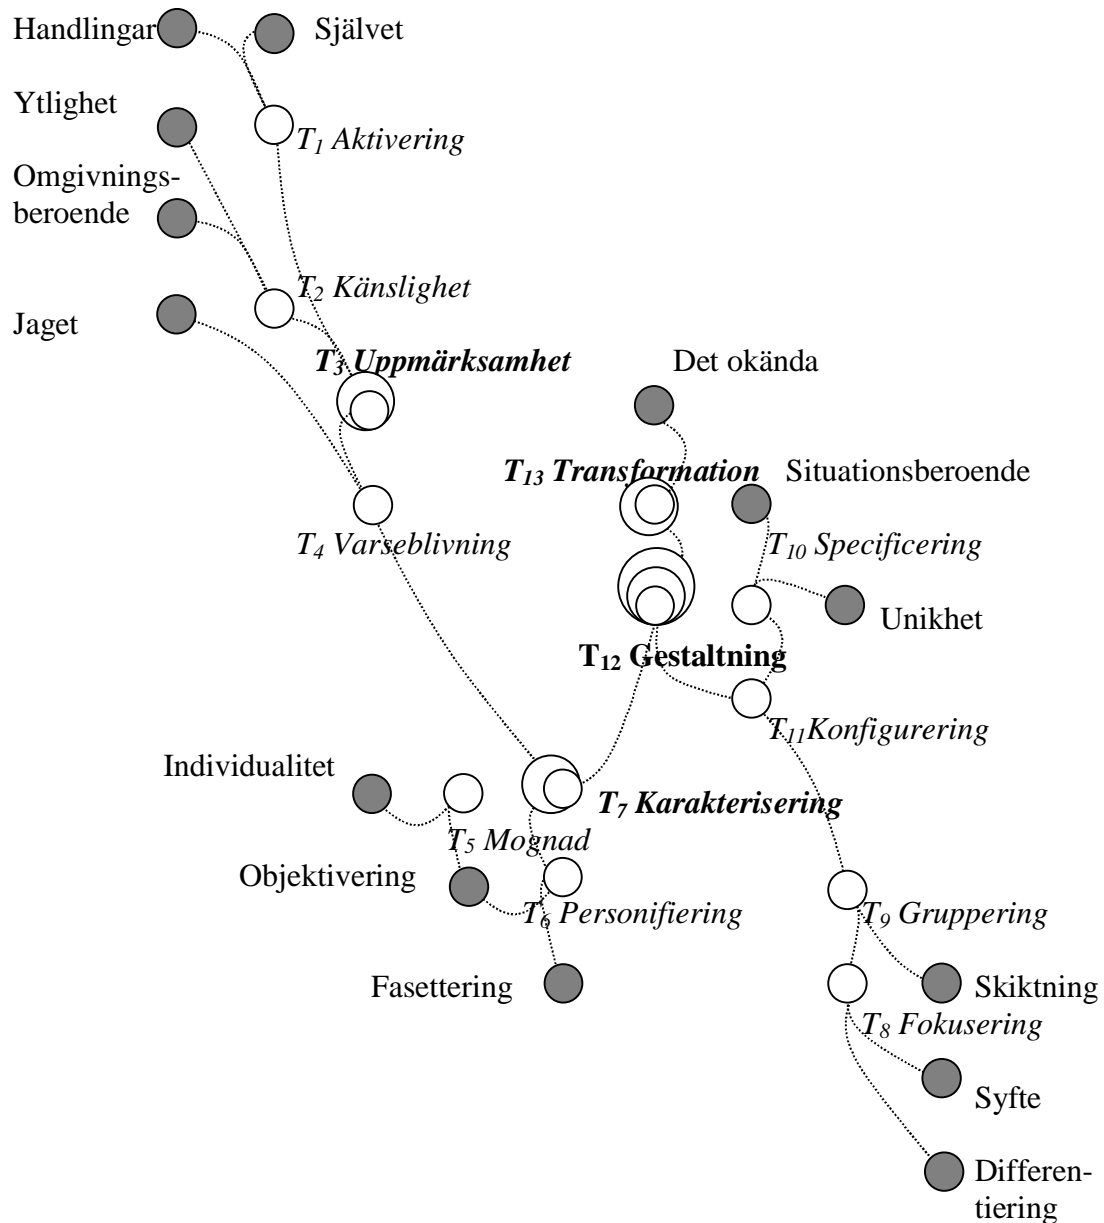 Handlingar
Självet
Ytlighet
T₁ Aktivering
Omgivnings-
beroende
T₂ Känslighet
Jaget
T₃ Uppmärksamhet
Det okända
T₁₃ Transformation
Situationsberoende
T₄ Varseblivning
T₁₀ Specificering
Unikhet
T₁₂ Gestaltning
T₁₁Konfigurering
Individualitet
T₇ Karakterisering
T₅ Mognad
Objektivering
T₆ Personifiering
T₉ Gruppering
Fasettering
Skiktning
T₈ Fokusering
Syfte
Differen-
tiering